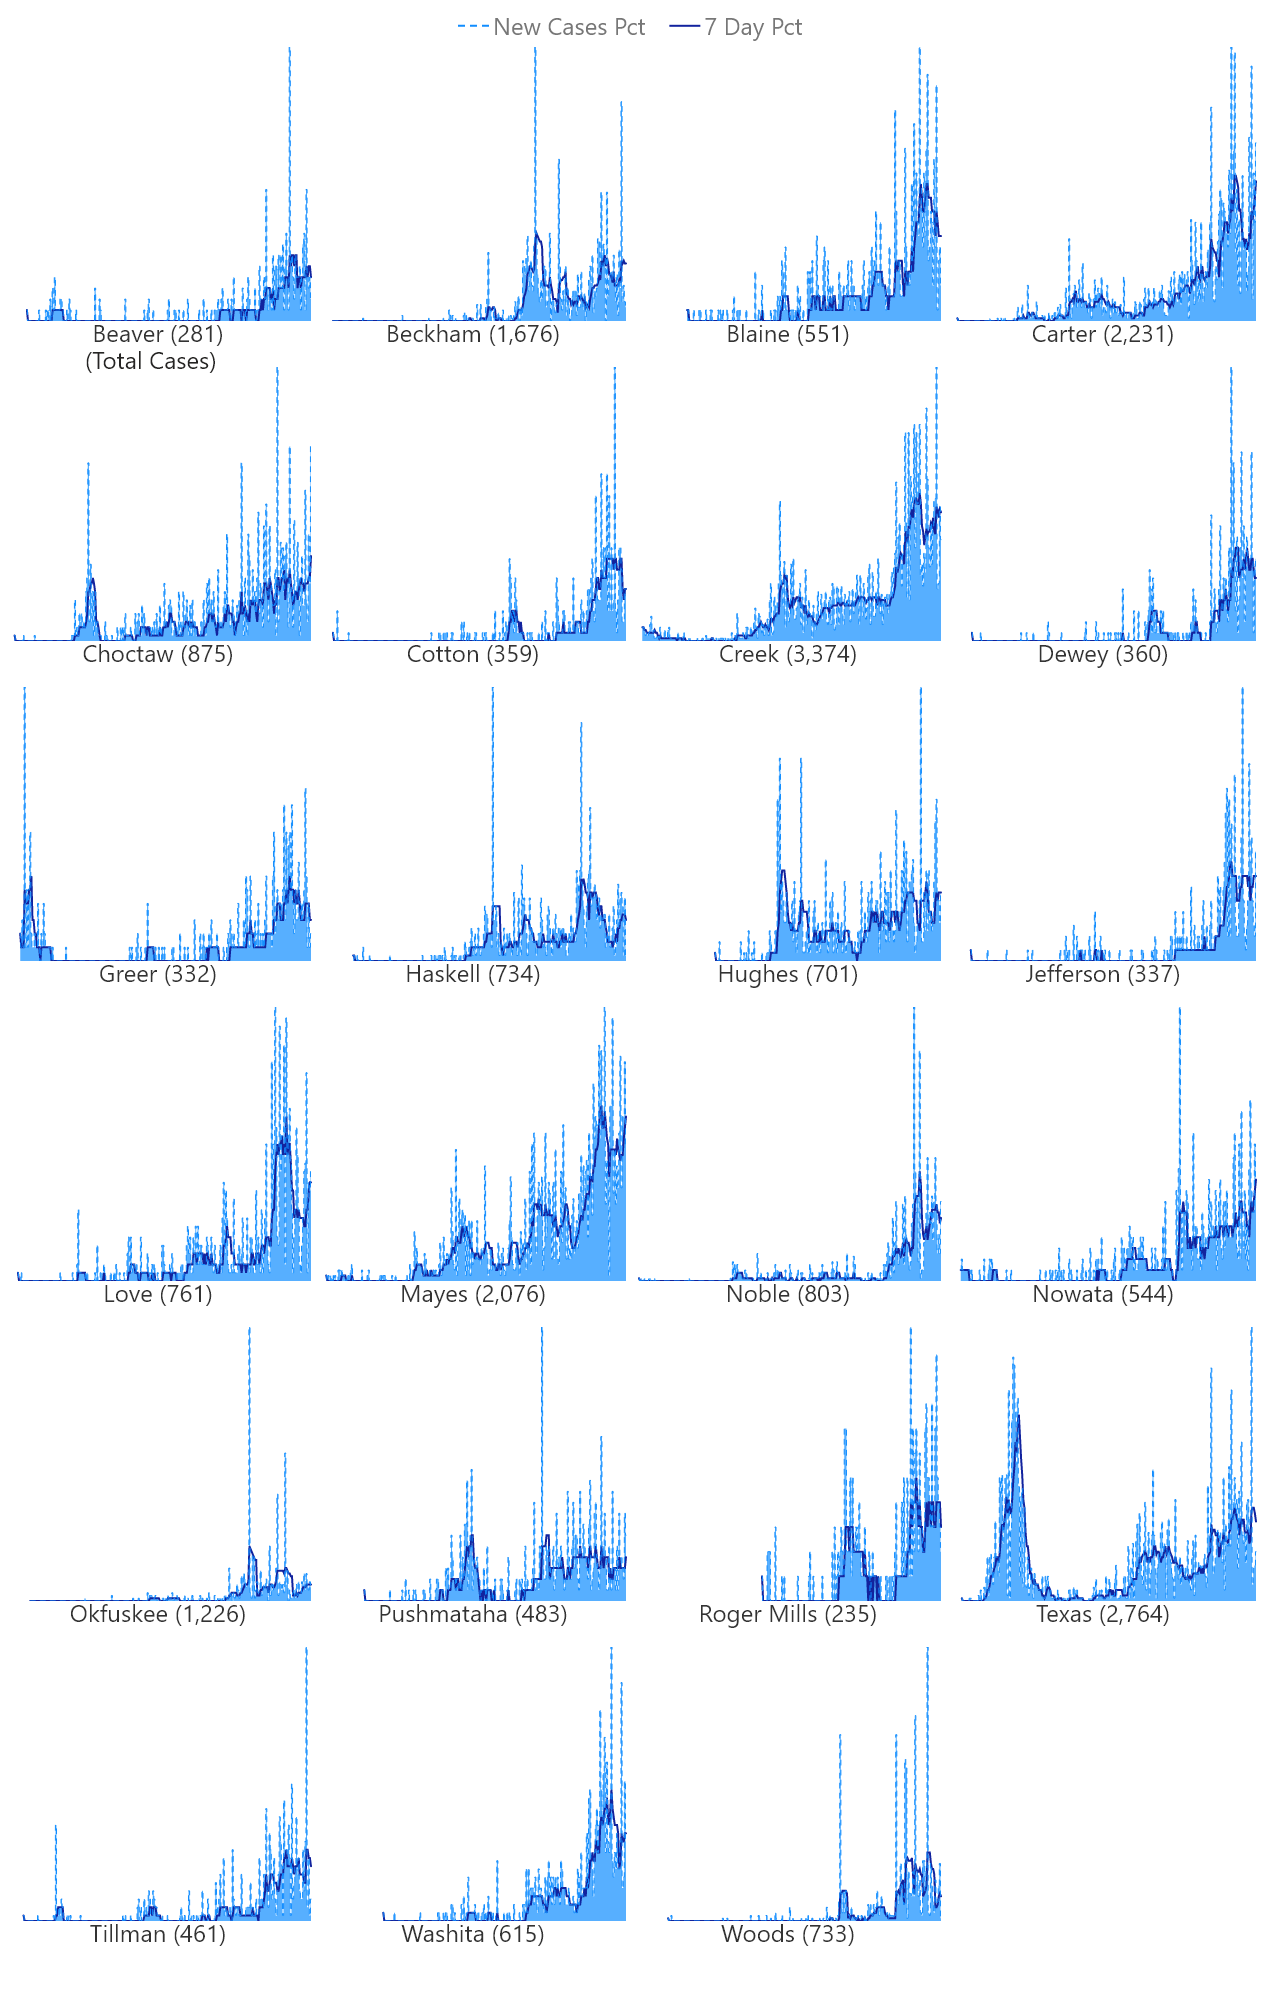 New Cases Pct 7 Day Pct
Beaver (281) Beckham (1,676) Blaine (551) Carter (2,231)
(Total Cases)
Choctaw (875) Cotton (359) Creek (3,374) Dewey (360)
Greer (332) Haskell (734) Hughes (701) Jefferson (337)
Love (761) Mayes (2,076) Noble (803) Nowata (544)
Okfuskee (1,226) Pushmataha (483) Roger Mills (235) Texas (2,764)
Tillman (461) Washita (615) Woods (733)